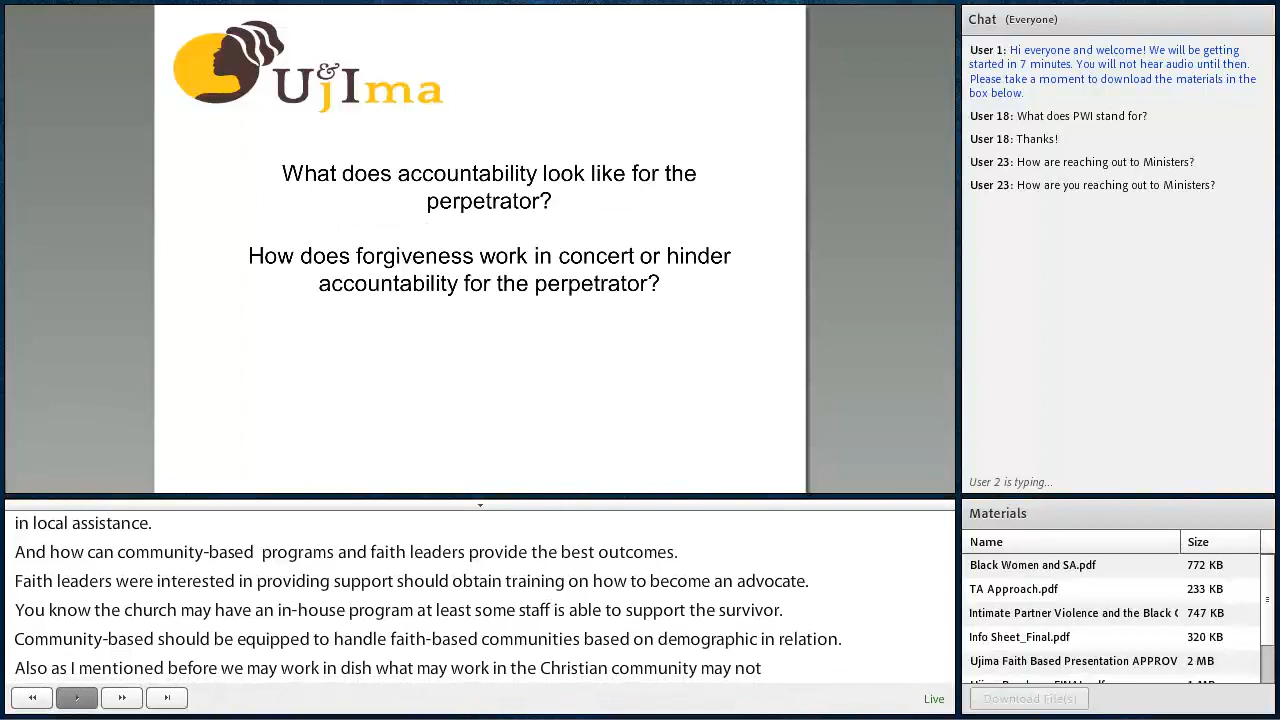 U&jIma
What does accountability look like for the
perpetrator?
How does forgiveness work in concert or hinder
accountability for the perpetrator?
in local assistance.
And how can community-based  programs and faith leaders provide the best outcomes.
Faith leaders were interested in providing support should obtain training on how to become an advocate.
You know the church may have an in-house program at least some staff is able to support the survivor.
Community-based should be equipped to handle faith-based communities based on demographic in relation.
Also as I mentioned before we may work in dish what may work in the Christian community may not
Live
Chat (Everyone)
User 1: Hi everyone and welcome! We will be getting
started in 7 minutes. You will not hear audio until then.
Please take a moment to download the materials in the
box below.
User 18: What does PWI stand for?
User 18: Thanks!
User 23: How are reaching out to Ministers?
User 23: How are you reaching out to Ministers?
User 2 is typing...
Materials
Name Size
Black Women and SA.pdf 772 KB
TA Approach.pdf 233 KB
Intimate Partner Violence and the Black 747 KB
Info Sheet_Final.pdf 320 KB
Ujima Faith Based Presentation APPROV 2 MB
Download File(s)